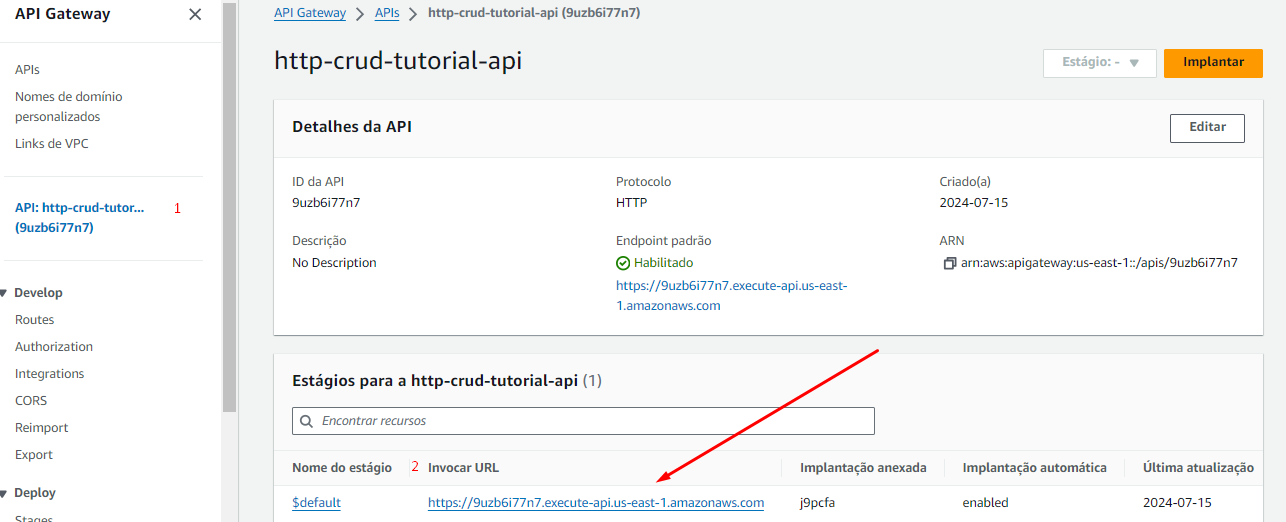 API Gateway
APIs
Nomes de domínio
personalizados
Links de VPC
API: http-crud-tutor...
(9uzb6i77n7)
1
Develop
Routes
Authorization
Integrations
CORS
Reimport
Export
Deploy
Stages
API Gateway > APIs > http-crud-tutorial-api (9uzb6i77n7)
http-crud-tutorial-api
Estágio: -
Implantar
Detalhes da API
Editar
ID da API
9uzb6i77n7
Protocolo
HTTP
Criado(a)
2024-07-15
Descrição
No Description
Endpoint padrão
Habilitado
https://9uzb6i77n7.execute-api.us-east-
1.amazonaws.com
ARN
arn:aws:apigateway:us-east-1::/apis/9uzb6i77n7
Estágios para a http-crud-tutorial-api (1)
Encontrar recursos
Nome do estágio 2 Invocar URL Implantação anexada Implantação automática Última atualização
$default https://9uzb6i77n7.execute-api.us-east-1.amazonaws.com j9pcfa enabled 2024-07-15